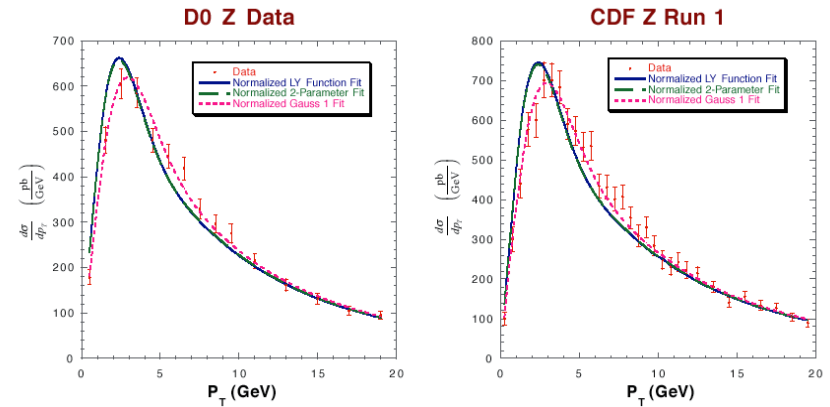 D0 Z Data
700
600
500
400
300
200
100
0
dσ
dp_T
( pb
GeV )
Data
Normalized LY Function Fit
Normalized 2-Parameter Fit
Normalized Gauss 1 Fit
0 5 10 15 20
P_T (GeV)
CDF Z Run 1
800
700
600
500
400
300
200
100
0
dσ
dp_T
( pb
GeV )
Data
Normalized LY Function Fit
Normalized 2-Parameter Fit
Normalized Gauss 1 Fit
0 5 10 15 20
P_T (GeV)